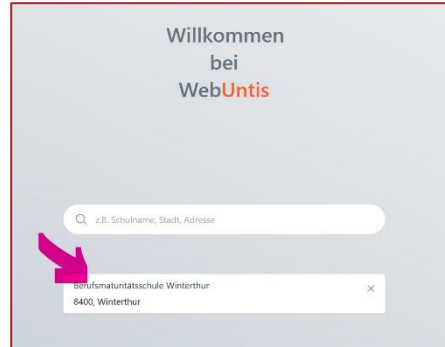 Willkommen
bei
WebUntis
z.B. Schulname, Stadt, Adresse
Berufsmaturitätsschule Winterthur
8400, Winterthur